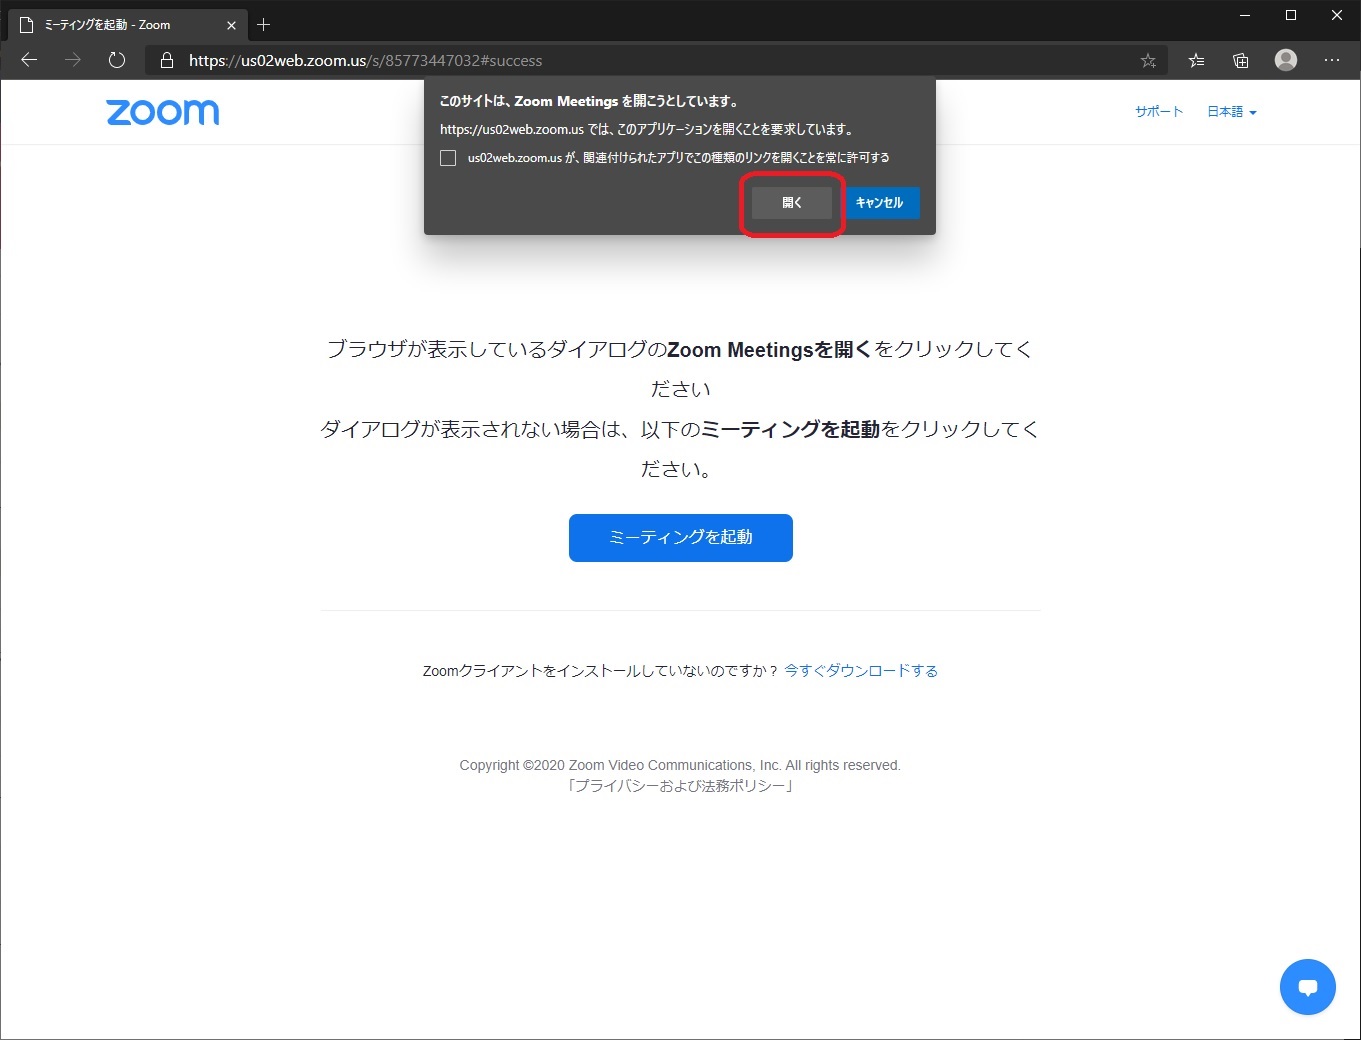 ミーティングを起動 - Zoom
https://us02web.zoom.us/s/85773447032#success
zoom
サポート
日本語
このサイトは、Zoom Meetings を開こうとしています。
https://us02web.zoom.us では、このアプリケーションを開くことを要求しています。
us02web.zoom.us が、関連付けられたアプリでこの種類のリンクを開くことを常に許可する
開く
キャンセル
ブラウザが表示しているダイアログのZoom Meetingsを開くをクリックしてく
ださい
ダイアログが表示されない場合は、以下のミーティングを起動をクリックしてく
ださい。
ミーティングを起動
Zoomクライアントをインストールしていないのですか？ 今すぐダウンロードする
Copyright ©2020 Zoom Video Communications, Inc. All rights reserved.
「プライバシーおよび法務ポリシー」